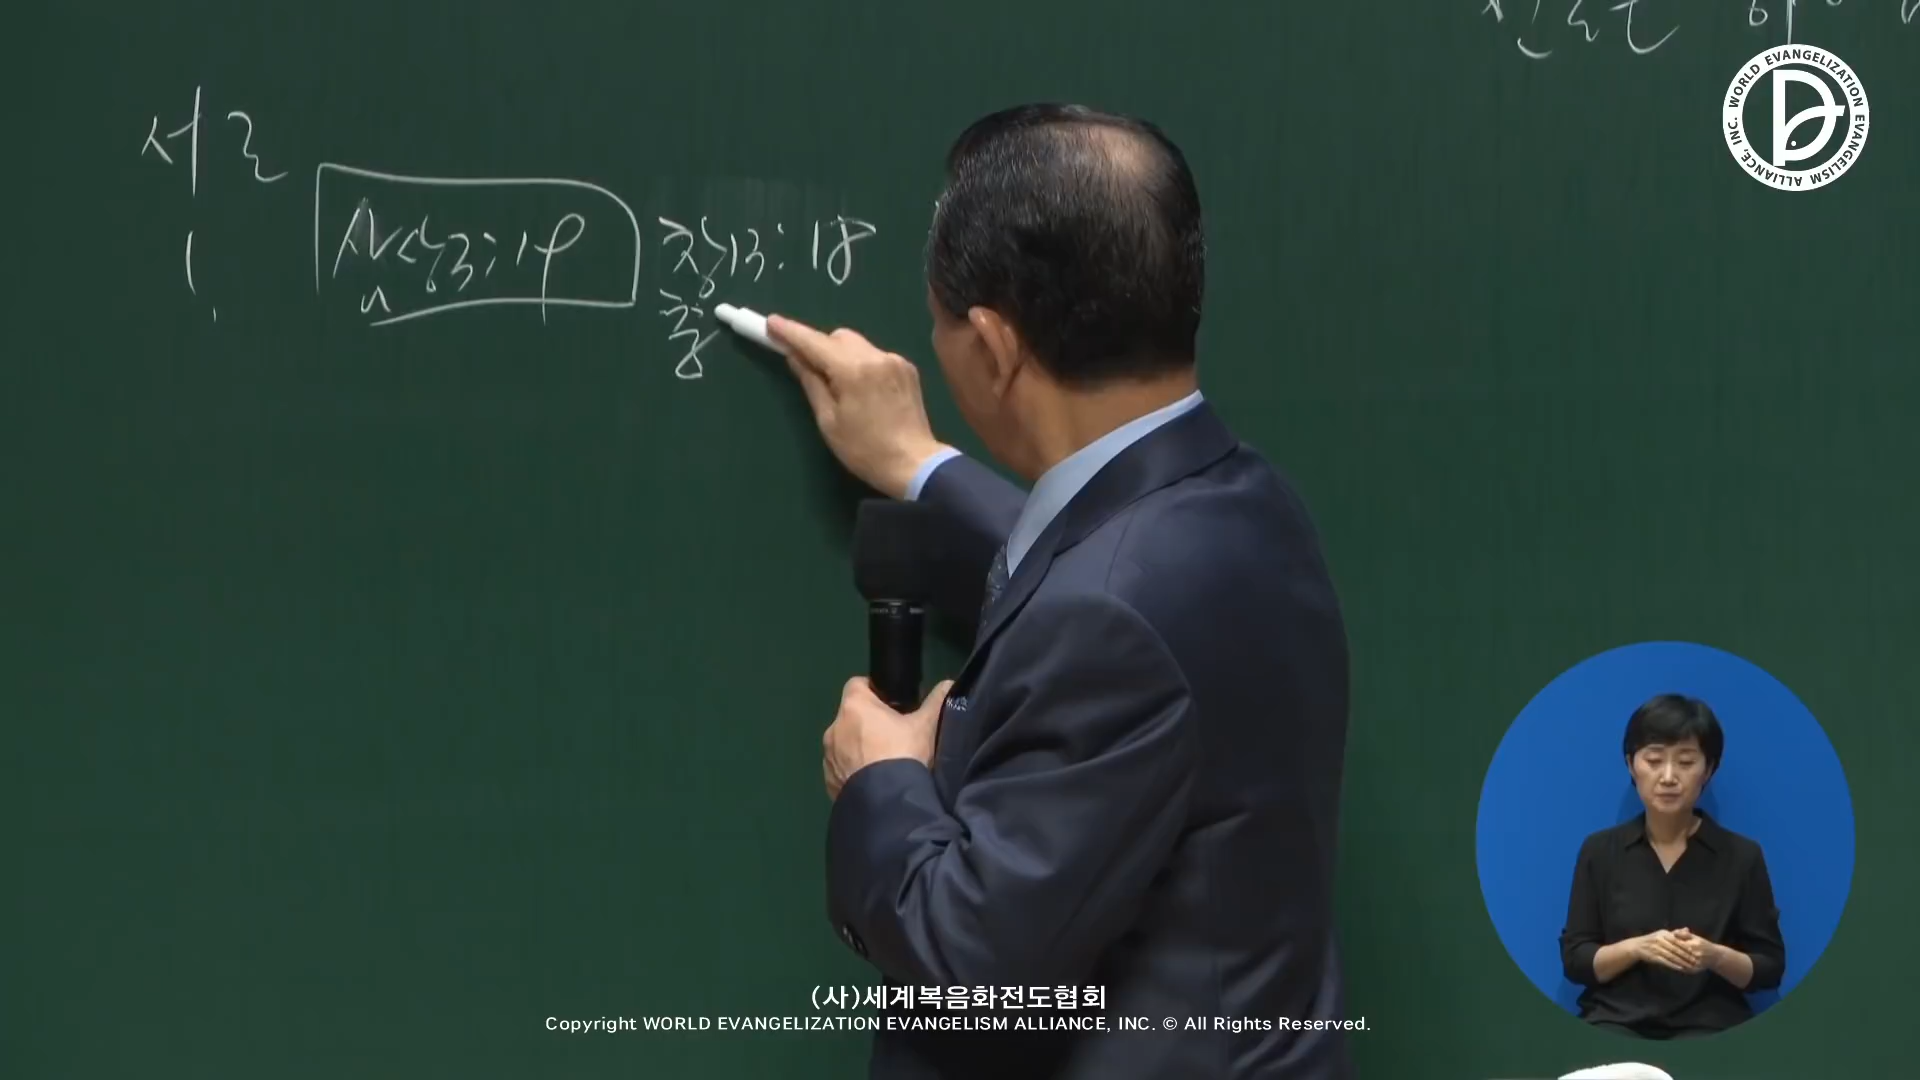 서론
삼상3:19
창13:18
중
1
WORLD EVANGELIZATION EVANGELISM ALLIANCE, INC.
(사)세계복음화전도협회
Copyright WORLD EVANGELIZATION EVANGELISM ALLIANCE, INC. © All Rights Reserved.